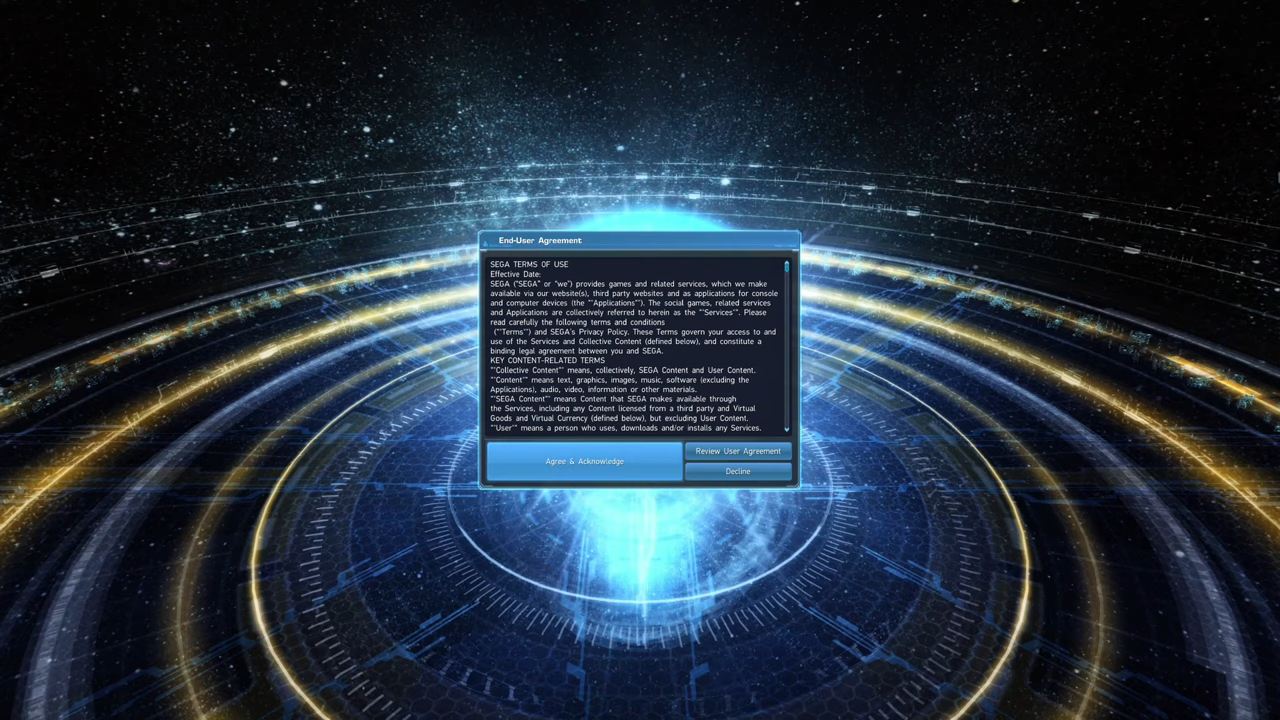 End-User Agreement
SEGA TERMS OF USE
Effective Date:
SEGA ("SEGA" or "we") provides games and related services, which we make
available via our website(s), third party websites and as applications for console
and computer devices (the ""Applications""). The social games, related services
and Applications are collectively referred to herein as the ""Services"". Please
read carefully the following terms and conditions
(""Terms"") and SEGA's Privacy Policy. These Terms govern your access to and
use of the Services and Collective Content (defined below), and constitute a
binding legal agreement between you and SEGA.
KEY CONTENT-RELATED TERMS
""Collective Content"" means, collectively, SEGA Content and User Content.
""Content"" means text, graphics, images, music, software (excluding the
Applications), audio, video, information or other materials.
""SEGA Content"" means Content that SEGA makes available through
the Services, including any Content licensed from a third party and Virtual
Goods and Virtual Currency (defined below), but excluding User Content.
""User"" means a person who uses, downloads and/or installs any Services.
Agree & Acknowledge
Review User Agreement
Decline